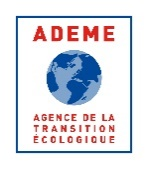 ADEME
AGENCE DE LA
TRANSITION
ÉCOLOGIQUE